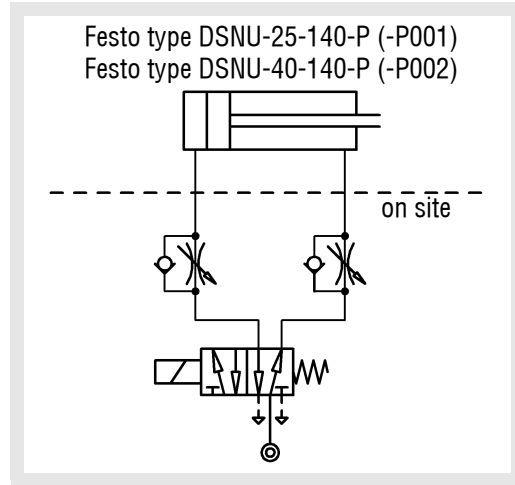 Festo type DSNU-25-140-P (-P001)
Festo type DSNU-40-140-P (-P002)
on site